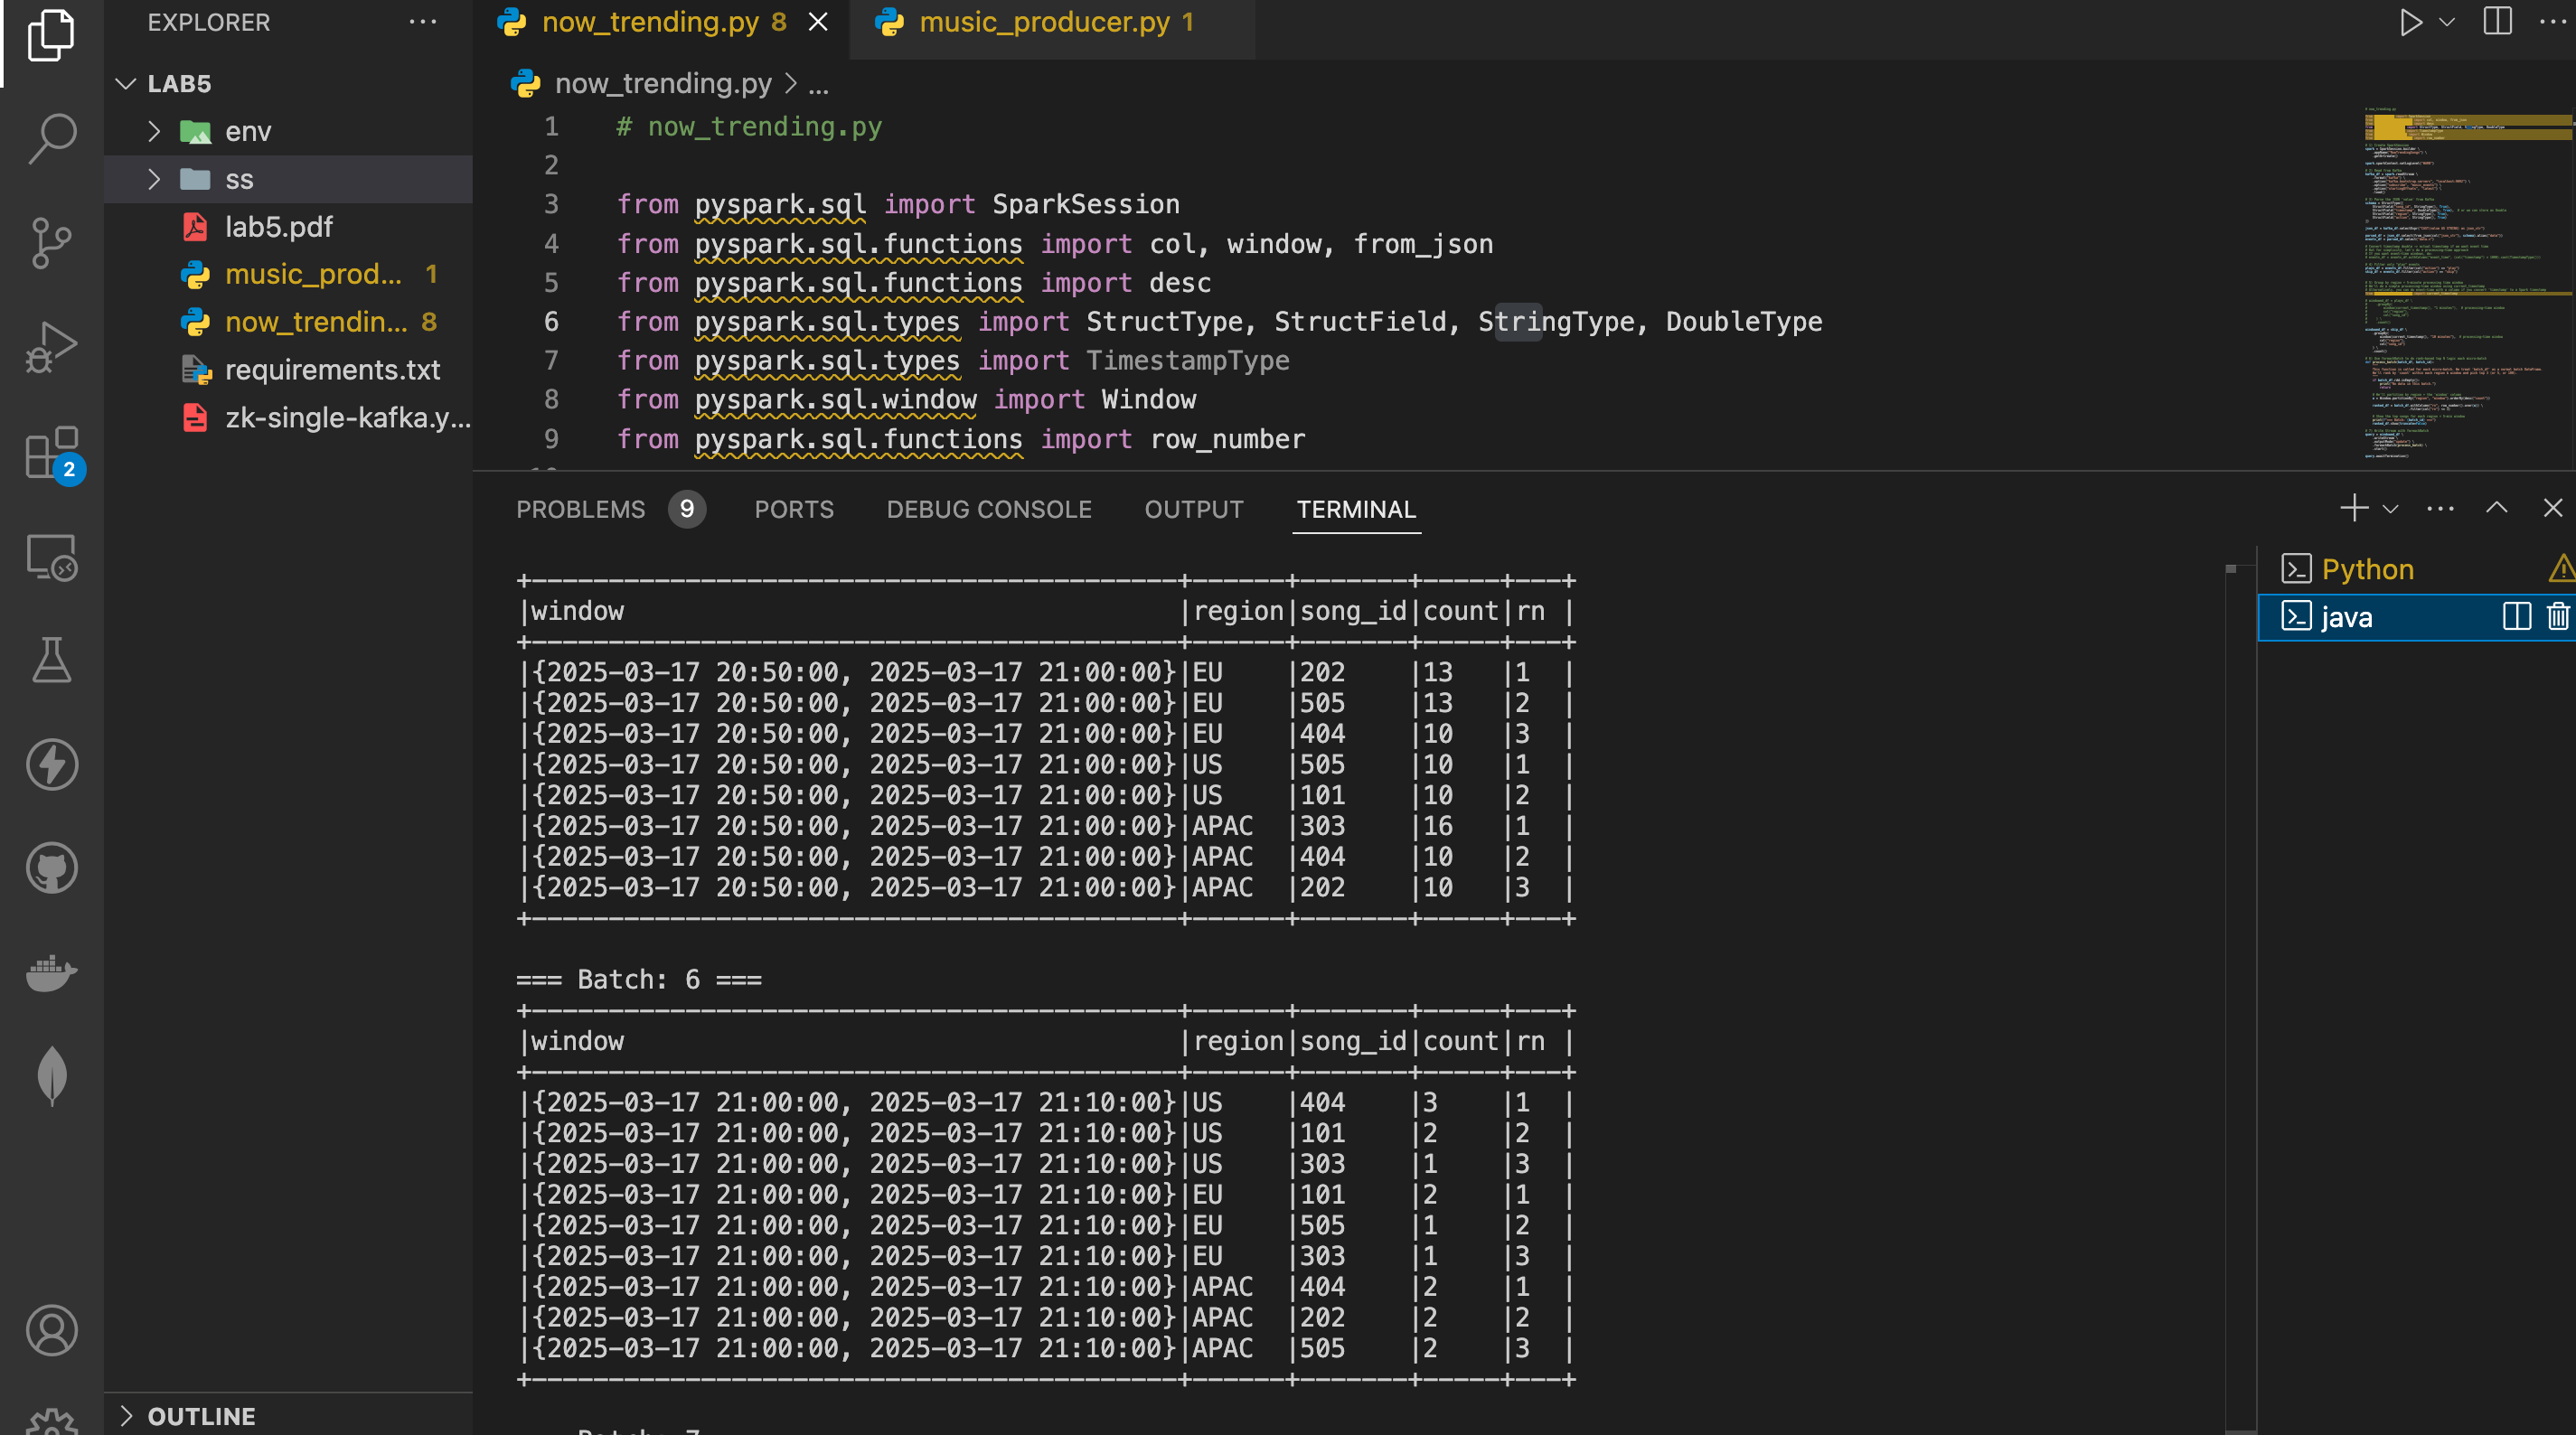 EXPLORER
LAB5
env
ss
lab5.pdf
music_prod... 1
now_trendin... 8
requirements.txt
zk-single-kafka.y...
2
OUTLINE
now_trending.py 8
music_producer.py 1
now_trending.py > ...
1 # now_trending.py
2
3 from pyspark.sql import SparkSession
4 from pyspark.sql.functions import col, window, from_json
5 from pyspark.sql.functions import desc
6 from pyspark.sql.types import StructType, StructField, StringType, DoubleType
7 from pyspark.sql.types import TimestampType
8 from pyspark.sql.window import Window
9 from pyspark.sql.functions import row_number
PROBLEMS 9 PORTS DEBUG CONSOLE OUTPUT TERMINAL
Python
java
+------------------------------------------+------+-------+-----+---+
|window                                    |region|song_id|count|rn |
+------------------------------------------+------+-------+-----+---+
|{2025-03-17 20:50:00, 2025-03-17 21:00:00}|EU    |202    |13   |1  |
|{2025-03-17 20:50:00, 2025-03-17 21:00:00}|EU    |505    |13   |2  |
|{2025-03-17 20:50:00, 2025-03-17 21:00:00}|EU    |404    |10   |3  |
|{2025-03-17 20:50:00, 2025-03-17 21:00:00}|US    |505    |10   |1  |
|{2025-03-17 20:50:00, 2025-03-17 21:00:00}|US    |101    |10   |2  |
|{2025-03-17 20:50:00, 2025-03-17 21:00:00}|APAC  |303    |16   |1  |
|{2025-03-17 20:50:00, 2025-03-17 21:00:00}|APAC  |404    |10   |2  |
|{2025-03-17 20:50:00, 2025-03-17 21:00:00}|APAC  |202    |10   |3  |
+------------------------------------------+------+-------+-----+---+
=== Batch: 6 ===
+------------------------------------------+------+-------+-----+---+
|window                                    |region|song_id|count|rn |
+------------------------------------------+------+-------+-----+---+
|{2025-03-17 21:00:00, 2025-03-17 21:10:00}|US    |404    |3    |1  |
|{2025-03-17 21:00:00, 2025-03-17 21:10:00}|US    |101    |2    |2  |
|{2025-03-17 21:00:00, 2025-03-17 21:10:00}|US    |303    |1    |3  |
|{2025-03-17 21:00:00, 2025-03-17 21:10:00}|EU    |101    |2    |1  |
|{2025-03-17 21:00:00, 2025-03-17 21:10:00}|EU    |505    |1    |2  |
|{2025-03-17 21:00:00, 2025-03-17 21:10:00}|EU    |303    |1    |3  |
|{2025-03-17 21:00:00, 2025-03-17 21:10:00}|APAC  |404    |2    |1  |
|{2025-03-17 21:00:00, 2025-03-17 21:10:00}|APAC  |202    |2    |2  |
|{2025-03-17 21:00:00, 2025-03-17 21:10:00}|APAC  |505    |2    |3  |
+------------------------------------------+------+-------+-----+---+